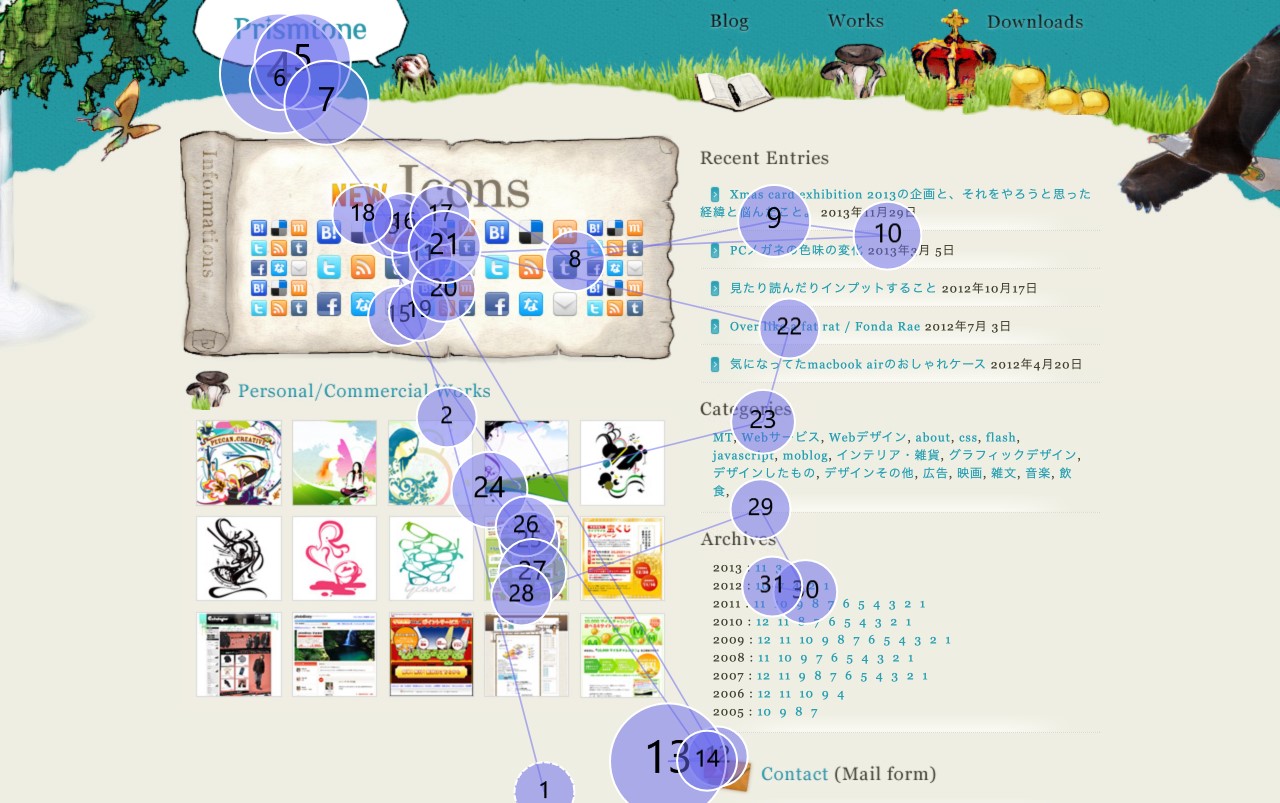 Prismtone
Blog
Works
Downloads
Informations
NEW Icons
Recent Entries
Xmas card exhibition 2013の企画と、それをやろうと思った
経緯と悩んだこと。 2013年11月29日
PCメガネの色味の変化 2013年3月 5日
見たり読んだりインプットすること 2012年10月17日
Over like a fat rat / Fonda Rae 2012年7月 3日
気になってたmacbook airのおしゃれケース 2012年4月20日
Personal/Commercial Works
PEECAN CREATIVE
glasses
Categories
MT, Webサービス, Webデザイン, about, css, flash,
javascript, moblog, インテリア・雑貨, グラフィックデザイン,
デザインしたもの, デザインその他, 広告, 映画, 雑文, 音楽, 飲
食,
Archives
2013 : 11 3
2012 : 1
2011 : 11 10 9 8 7 6 5 4 3 2 1
2010 : 12 11 8 7 6 5 4 3 2 1
2009 : 12 11 10 9 8 7 6 5 4 3 2 1
2008 : 11 10 9 7 6 5 4 3 2 1
2007 : 12 11 9 8 7 6 5 4 3 2 1
2006 : 12 11 10 9 4
2005 : 10 9 8 7
Contact (Mail form)
1
2
4
5
6
7
8
9
10
12
13
14
15
16
17
18
19
20
21
22
23
24
25
26
27
28
29
30
31